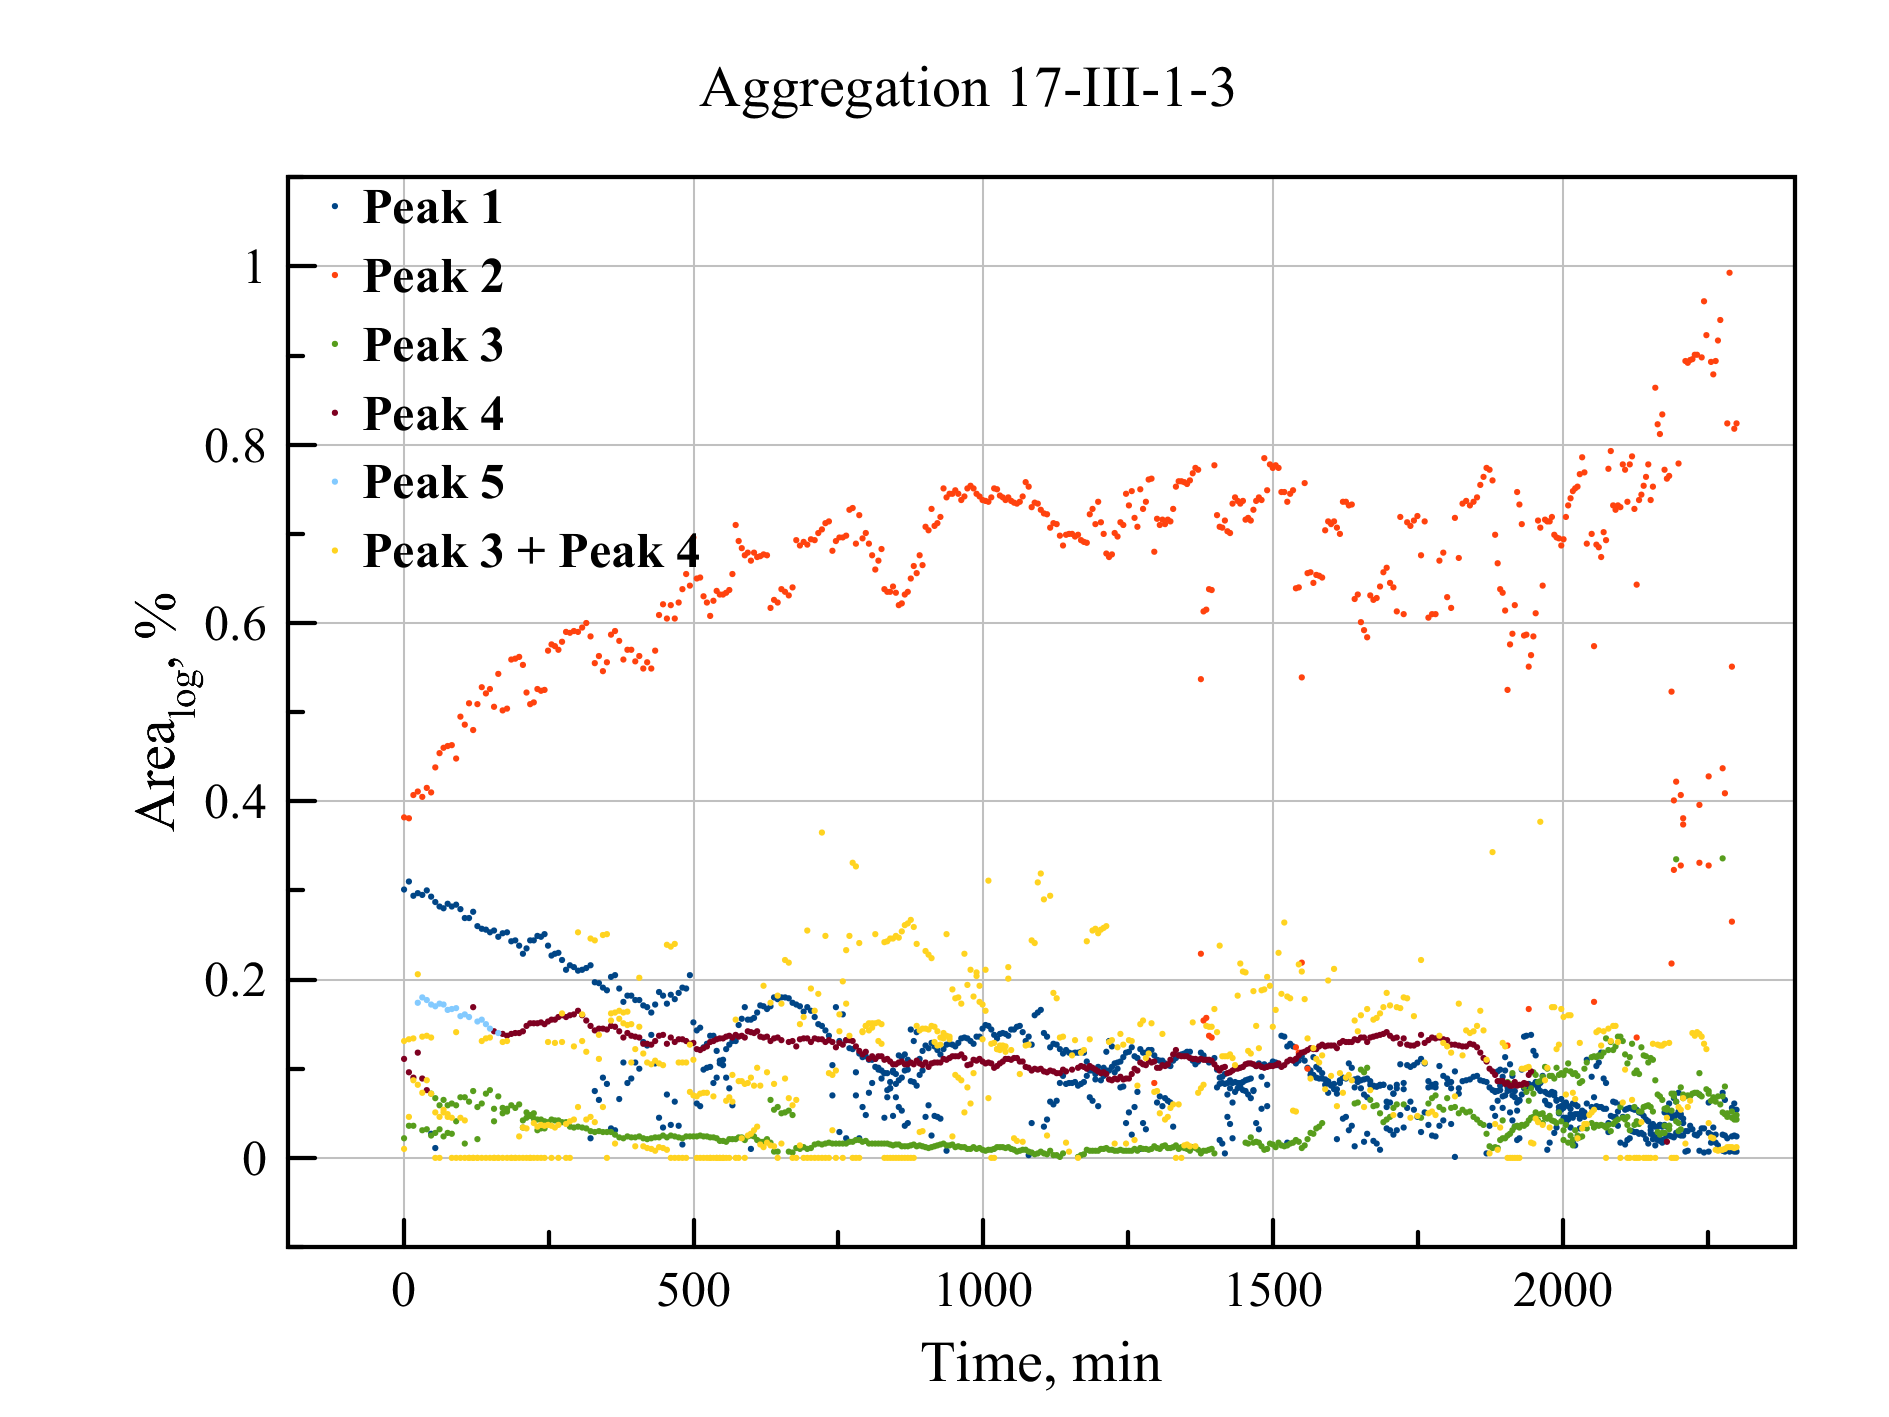 Aggregation 17-III-1-3
Peak 1
Peak 2
Peak 3
Peak 4
Peak 5
Peak 3 + Peak 4
1
0.8
0.6
0.4
0.2
0
Area_log, %
0 500 1000 1500 2000
Time, min